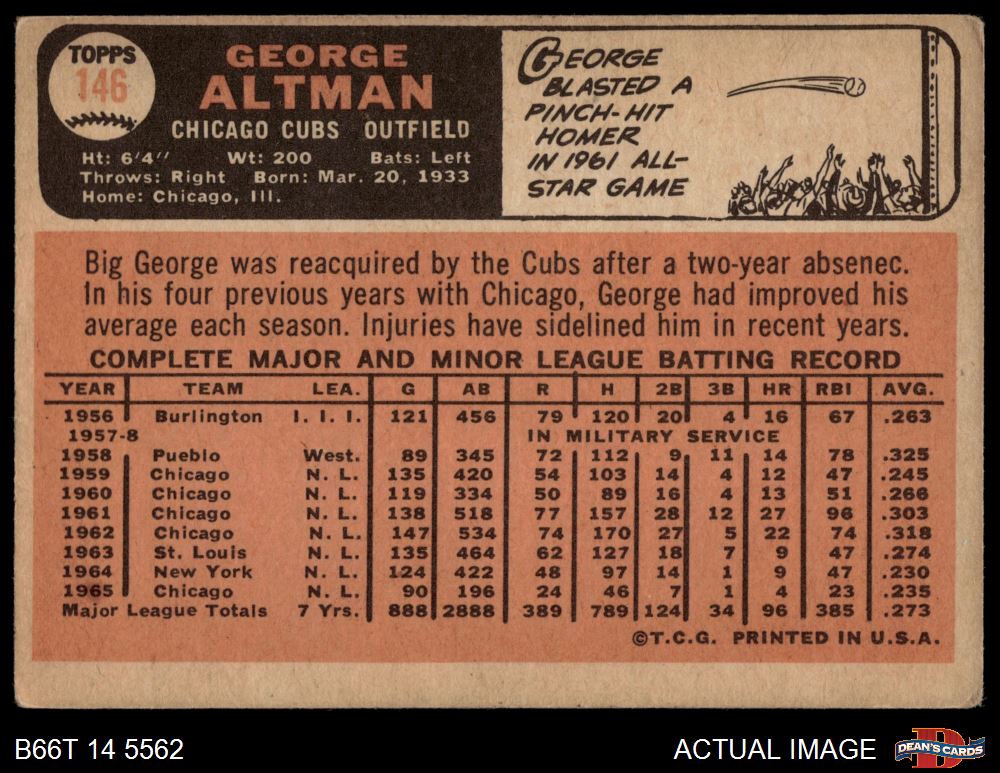 TOPPS
146
GEORGE
ALTMAN
CHICAGO CUBS OUTFIELD
Ht: 6'4" Wt: 200 Bats: Left
Throws: Right Born: Mar. 20, 1933
Home: Chicago, Ill.
GEORGE
BLASTED A
PINCH-HIT
HOMER
IN 1961 ALL-
STAR GAME
Big George was reacquired by the Cubs after a two-year absenec.
In his four previous years with Chicago, George had improved his
average each season. Injuries have sidelined him in recent years.
COMPLETE MAJOR AND MINOR LEAGUE BATTING RECORD
YEAR TEAM LEA. G AB R H 2B 3B HR RBI AVG.
1956 Burlington I. I. I. 121 456 79 120 20 4 16 67 .263
1957-8 IN MILITARY SERVICE
1958 Pueblo West. 89 345 72 112 9 11 14 78 .325
1959 Chicago N. L. 135 420 54 103 14 4 12 47 .245
1960 Chicago N. L. 119 334 50 89 16 4 13 51 .266
1961 Chicago N. L. 138 518 77 157 28 12 27 96 .303
1962 Chicago N. L. 147 534 74 170 27 5 22 74 .318
1963 St. Louis N. L. 135 464 62 127 18 7 9 47 .274
1964 New York N. L. 124 422 48 97 14 1 9 47 .230
1965 Chicago N. L. 90 196 24 46 7 1 4 23 .235
Major League Totals 7 Yrs. 888 2888 389 789 124 34 96 385 .273
©T.C.G. PRINTED IN U.S.A.
B66T 14 5562
ACTUAL IMAGE
D
DEAN'S CARDS